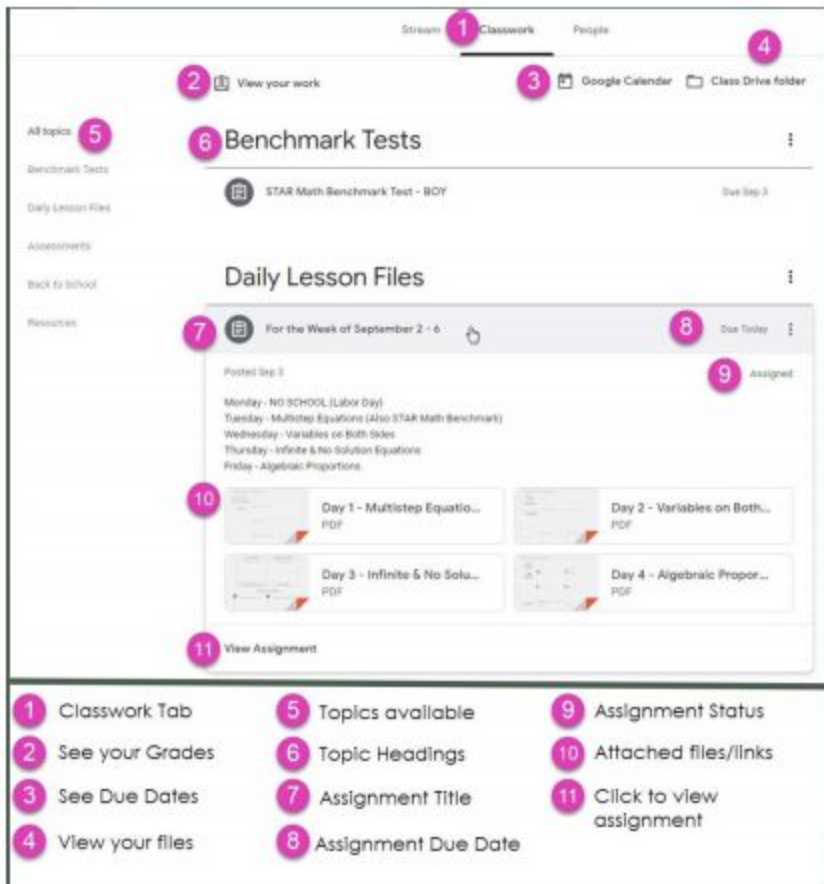 Stream 1 Classwork People
4
2 View your work 3 Google Calendar Class Drive folder
All topics 5
6 Benchmark Tests
Benchmark Tests
STAR Math Benchmark Test - BOY Due Sep 3
Daily Lesson Files
Assessments
Back to School
Daily Lesson Files
Resources
7 For the Week of September 2 - 6 8 Due Today
Posted Sep 3 9 Assigned
Monday - NO SCHOOL (Labor Day)
Tuesday - Multistep Equations (Also STAR Math Benchmark)
Wednesday - Variables on Both Sides
Thursday - Infinite & No Solution Equations
Friday - Algebraic Proportions
10 Day 1 - Multistep Equatio... Day 2 - Variables on Both...
PDF PDF
Day 3 - Infinite & No Solu... Day 4 - Algebraic Propor...
PDF PDF
11 View Assignment
1 Classwork Tab
2 See your Grades
3 See Due Dates
4 View your files
5 Topics available
6 Topic Headings
7 Assignment Title
8 Assignment Due Date
9 Assignment Status
10 Attached files/links
11 Click to view
assignment